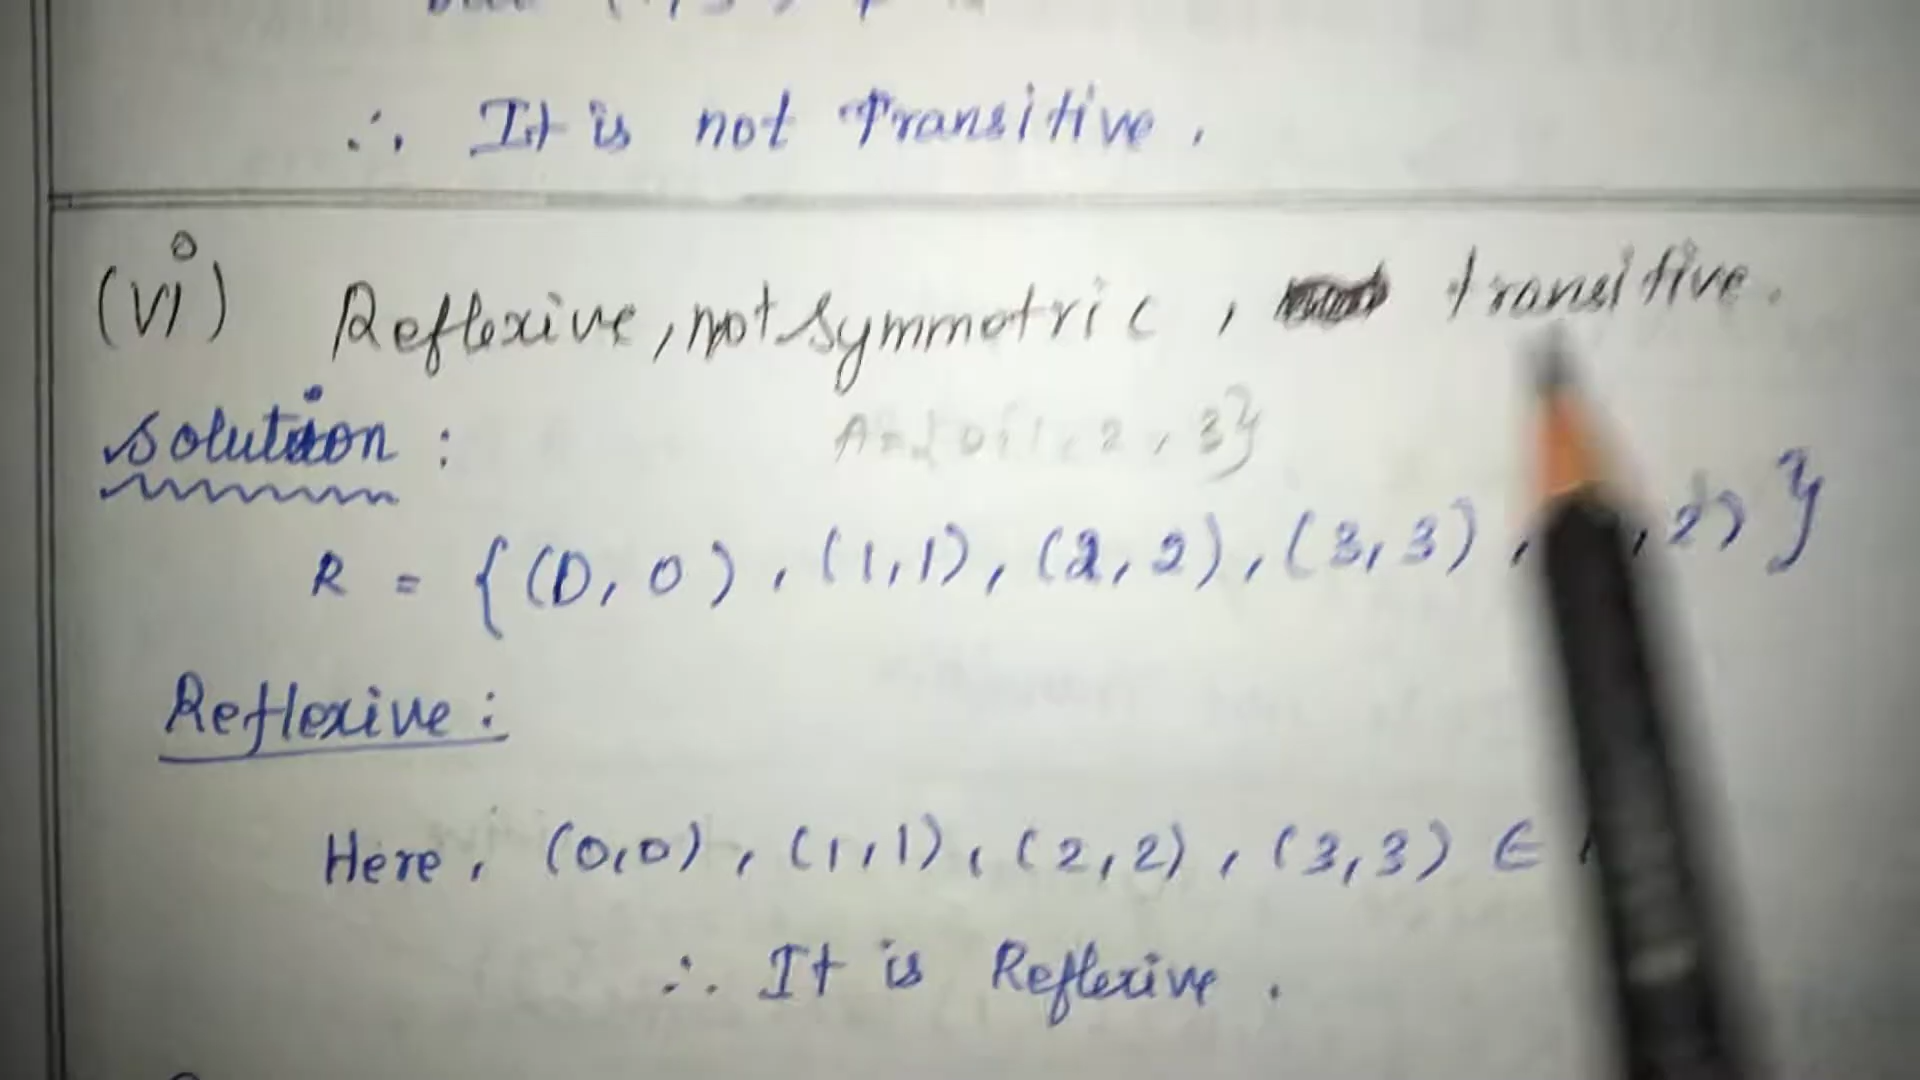 ∴ It is not Transitive.
(vi) Reflexive, not symmetric, transitive.
Solution :
A = {0, 1, 2, 3}
R = {(0, 0), (1, 1), (2, 2), (3, 3), , 2)}
Reflexive :
Here, (0,0), (1,1), (2,2), (3,3) ∈
∴ It is Reflexive.